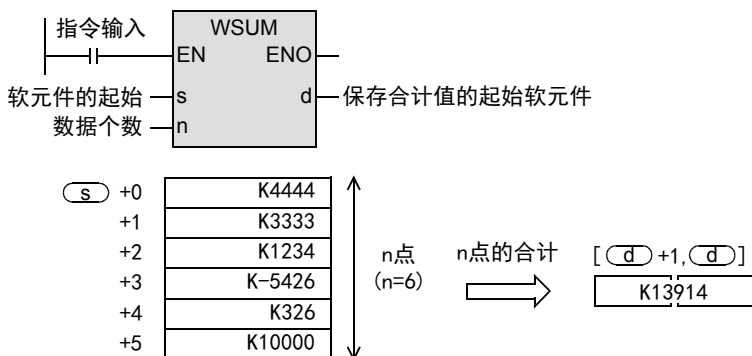 指令输入
WSUM
EN ENO
软元件的起始 s d 保存合计值的起始软元件
数据个数 n
s +0 K4444
+1 K3333
+2 K1234
+3 K-5426
+4 K326
+5 K10000
n点
(n=6)
n点的合计
[ d +1, d ]
K13914